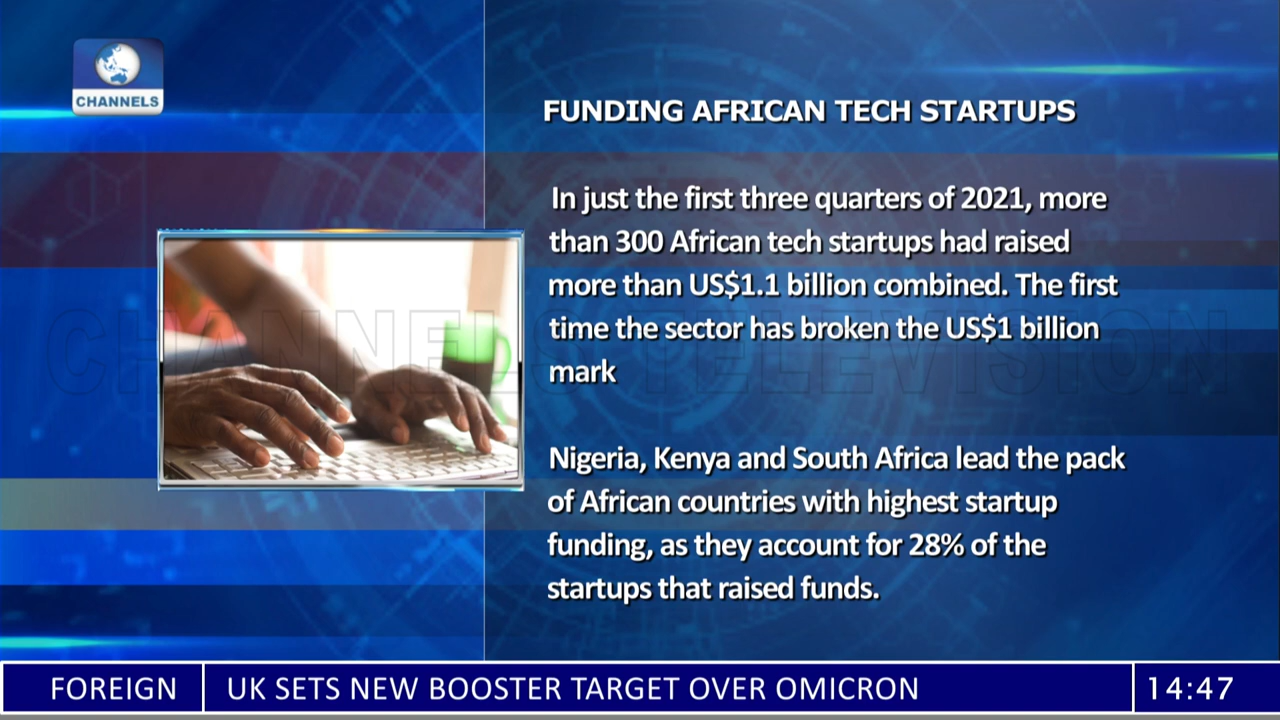 CHANNELS
FUNDING AFRICAN TECH STARTUPS
In just the first three quarters of 2021, more
than 300 African tech startups had raised
more than US$1.1 billion combined. The first
time the sector has broken the US$1 billion
mark
CHANNELS TELEVISION
Nigeria, Kenya and South Africa lead the pack
of African countries with highest startup
funding, as they account for 28% of the
startups that raised funds.
FOREIGN
UK SETS NEW BOOSTER TARGET OVER OMICRON
14:47